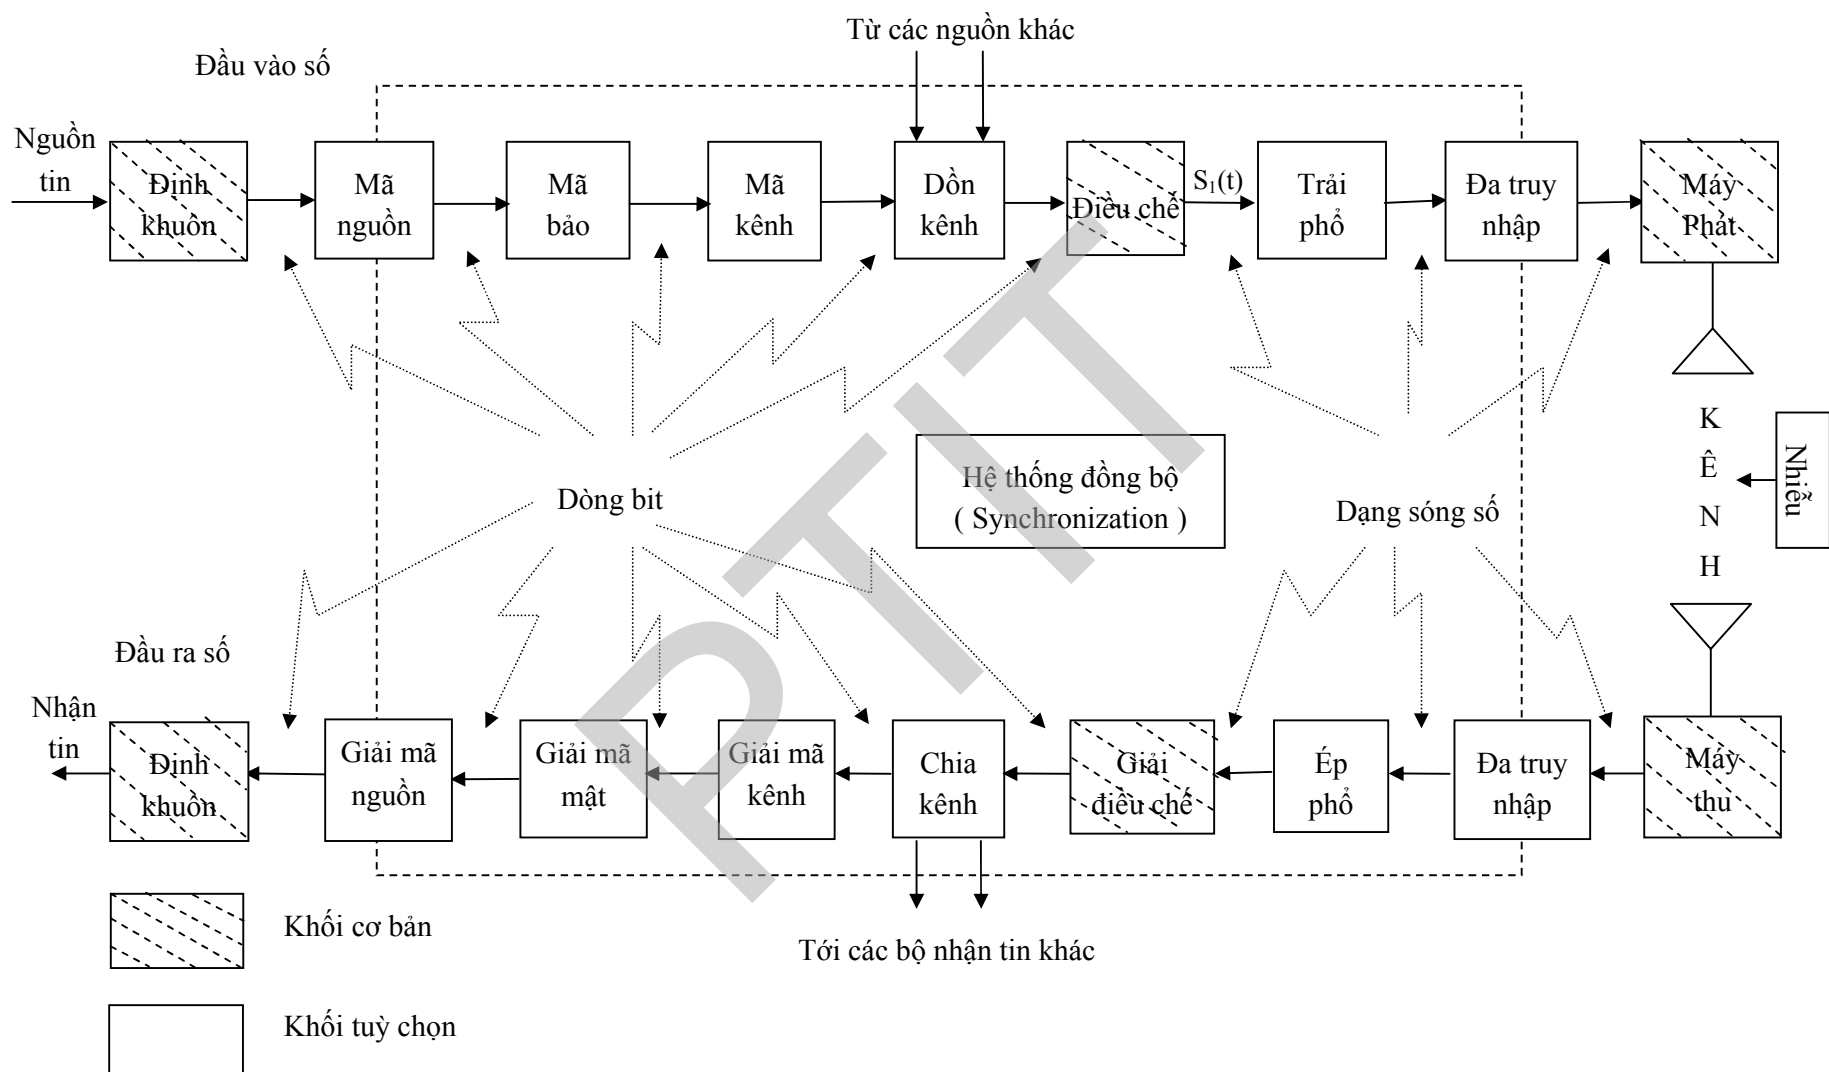 Từ các nguồn khác
Đầu vào số
Nguồn
tin
Định
khuôn
Mã
nguồn
Mã
bảo
Mã
kênh
Dồn
kênh
Điều chế
S₁(t)
Trải
phổ
Đa truy
nhập
Máy
Phát
K
Ê
N
H
Nhiễu
Dòng bit
Hệ thống đồng bộ
( Synchronization )
Dạng sóng số
PTIT
Đầu ra số
Nhận
tin
Định
khuôn
Giải mã
nguồn
Giải mã
mật
Giải mã
kênh
Chia
kênh
Giải
điều chế
Ép
phổ
Đa truy
nhập
Máy
thu
Khối cơ bản
Tới các bộ nhận tin khác
Khối tuỳ chọn